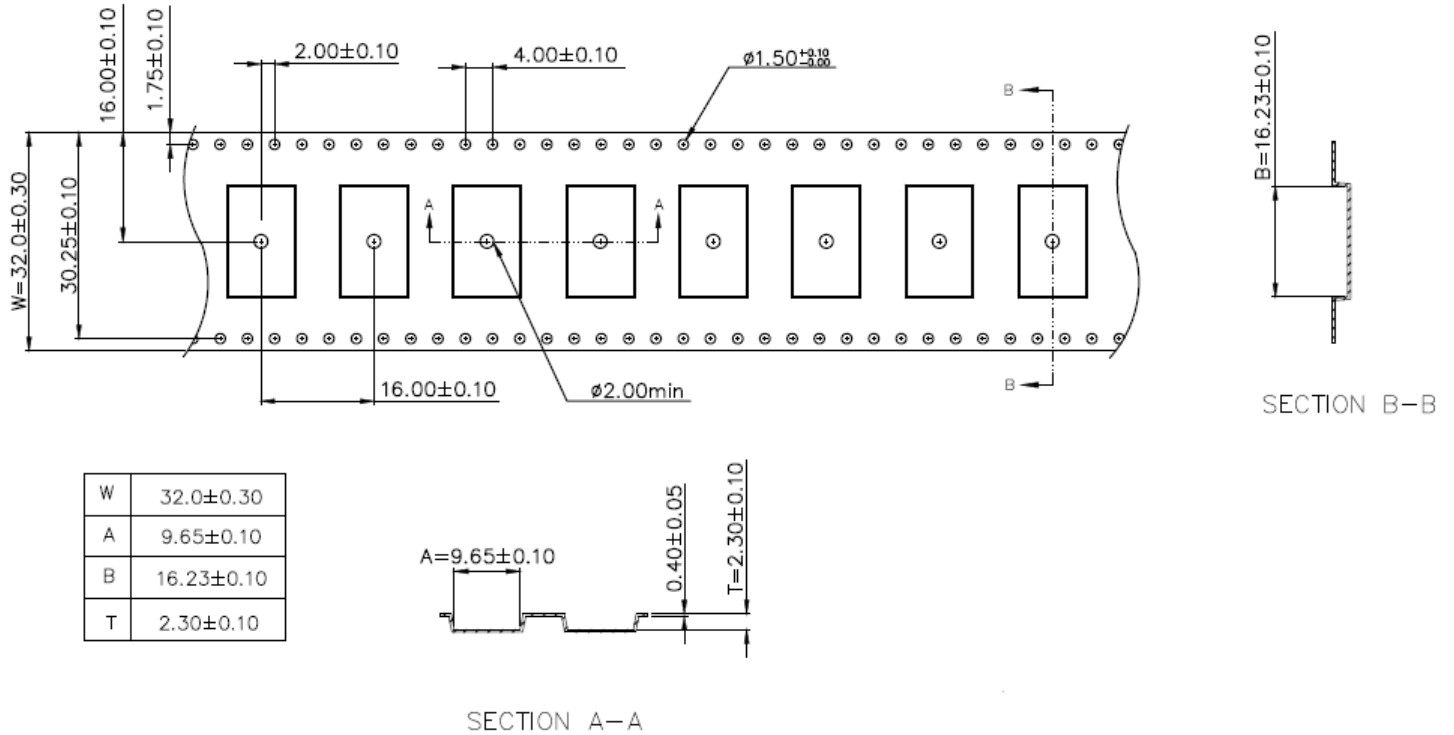 16.00±0.10
1.75±0.10
2.00±0.10
4.00±0.10
ø1.50+0.10
-0.00
B
B=16.23±0.10
W=32.0±0.30
30.25±0.10
A
A
16.00±0.10
ø2.00min
B
SECTION B-B
W 32.0±0.30
A 9.65±0.10
B 16.23±0.10
T 2.30±0.10
A=9.65±0.10
0.40±0.05
T=2.30±0.10
SECTION A-A